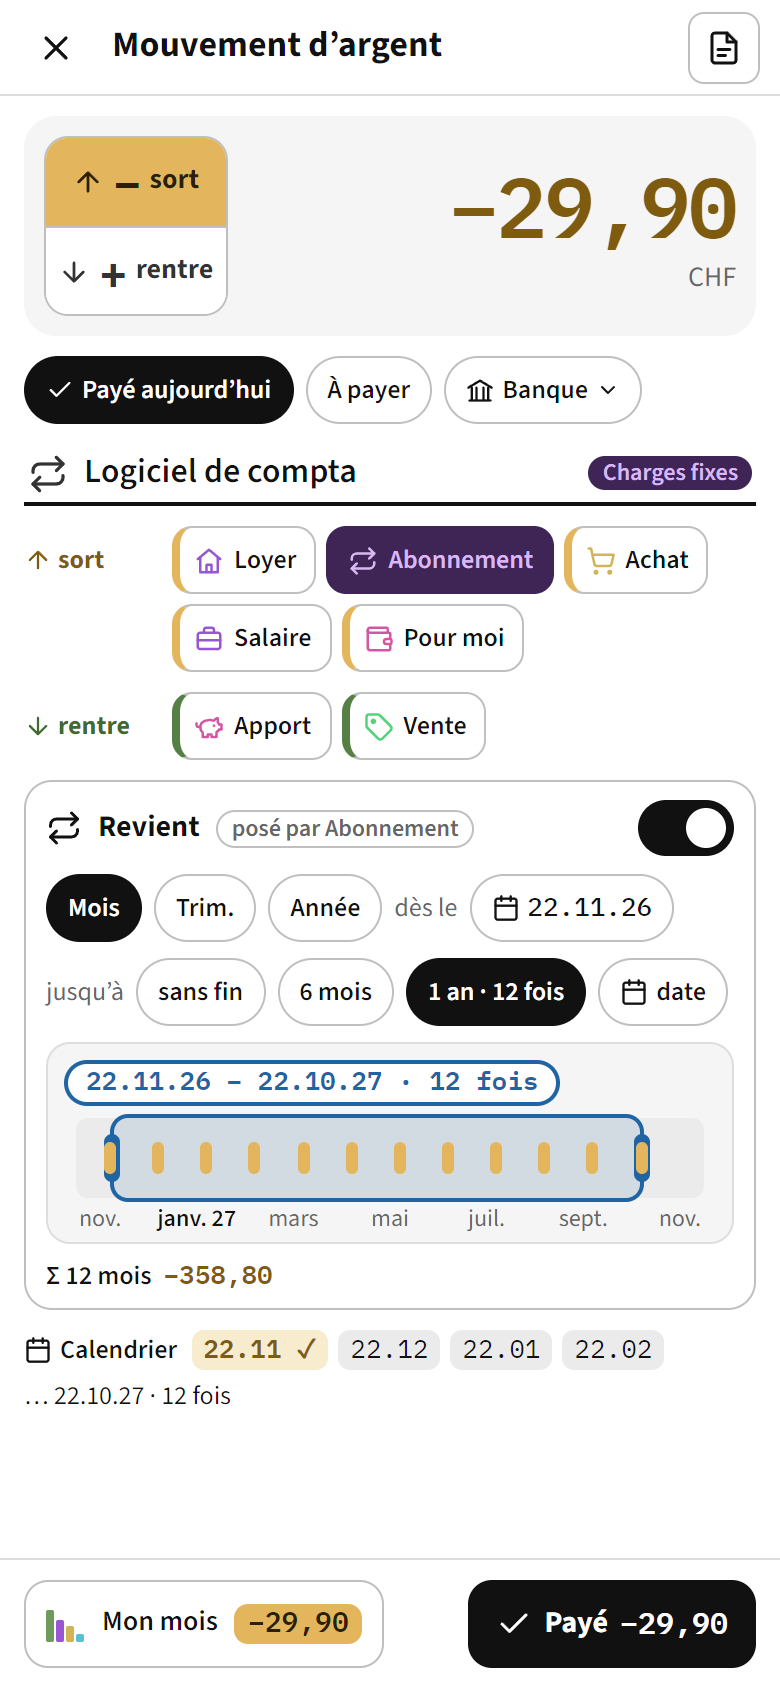 Mouvement d’argent
− sort
+ rentre
−29,90
CHF
Payé aujourd’hui
À payer
Banque
Logiciel de compta
Charges fixes
sort
Loyer
Abonnement
Achat
Salaire
Pour moi
rentre
Apport
Vente
Revient
posé par Abonnement
Mois
Trim.
Année
dès le
22.11.26
jusqu’à
sans fin
6 mois
1 an · 12 fois
date
22.11.26 – 22.10.27 · 12 fois
nov. janv. 27 mars mai juil. sept. nov.
Σ 12 mois −358,80
Calendrier 22.11 ✓ 22.12 22.01 22.02
… 22.10.27 · 12 fois
Mon mois −29,90
Payé −29,90